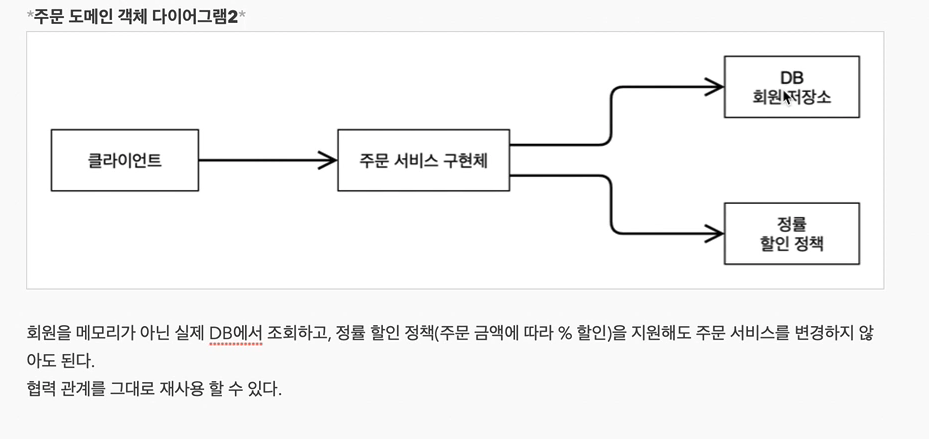 *주문 도메인 객체 다이어그램2*
DB
회원 저장소
클라이언트
주문 서비스 구현체
정률
할인 정책
회원을 메모리가 아닌 실제 DB에서 조회하고, 정률 할인 정책(주문 금액에 따라 % 할인)을 지원해도 주문 서비스를 변경하지 않
아도 된다.
협력 관계를 그대로 재사용 할 수 있다.